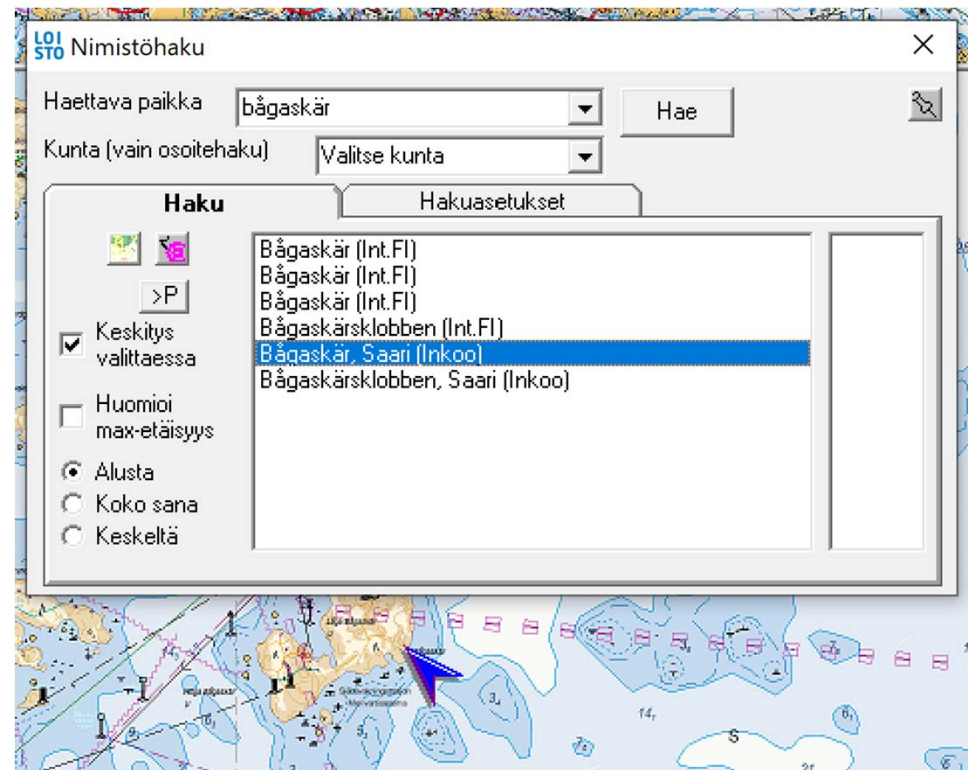 LOISTO Nimistöhaku
Haettava paikka bågaskär Hae
Kunta (vain osoitehaku) Valitse kunta
Haku Hakuasetukset
>P
Keskitys
valittaessa
Huomioi
max-etäisyys
Alusta
Koko sana
Keskeltä
Bågaskär (Int.FI)
Bågaskär (Int.FI)
Bågaskär (Int.FI)
Bågaskärsklobben (Int.FI)
Bågaskär, Saari (Inkoo)
Bågaskärsklobben, Saari (Inkoo)
S